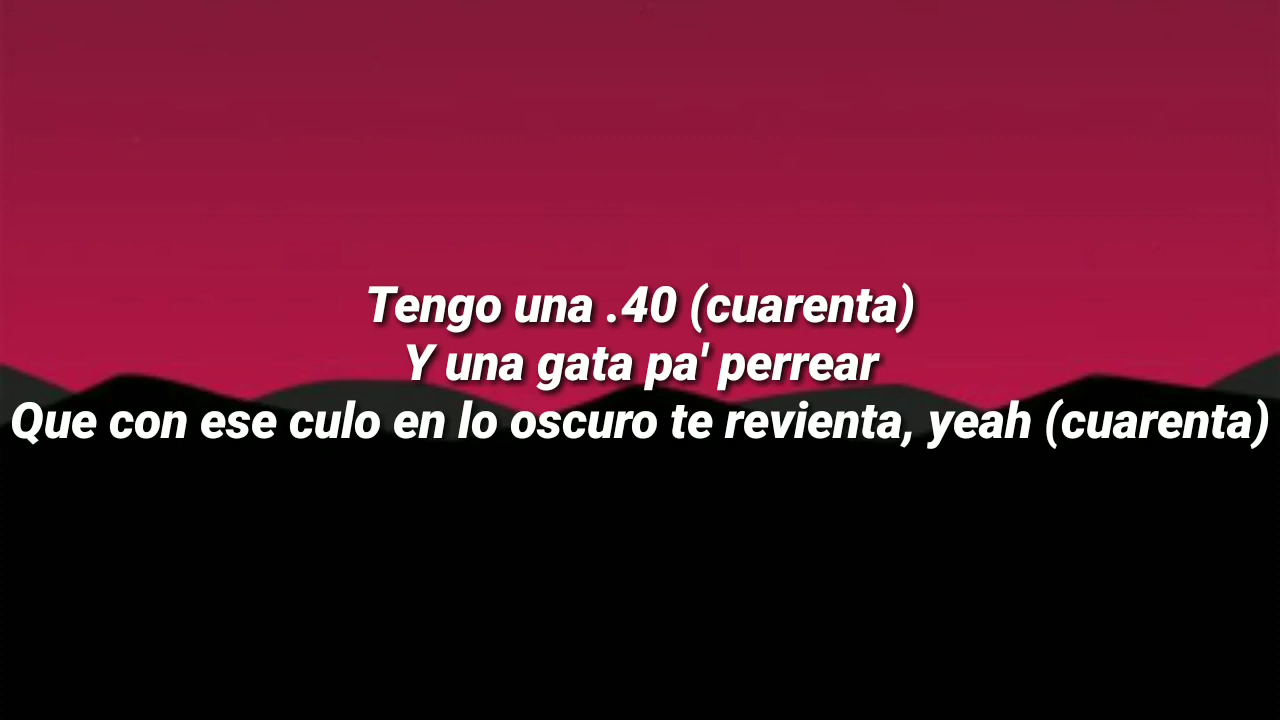 Tengo una .40 (cuarenta)
Y una gata pa' perrear
Que con ese culo en lo oscuro te revienta, yeah (cuarenta)